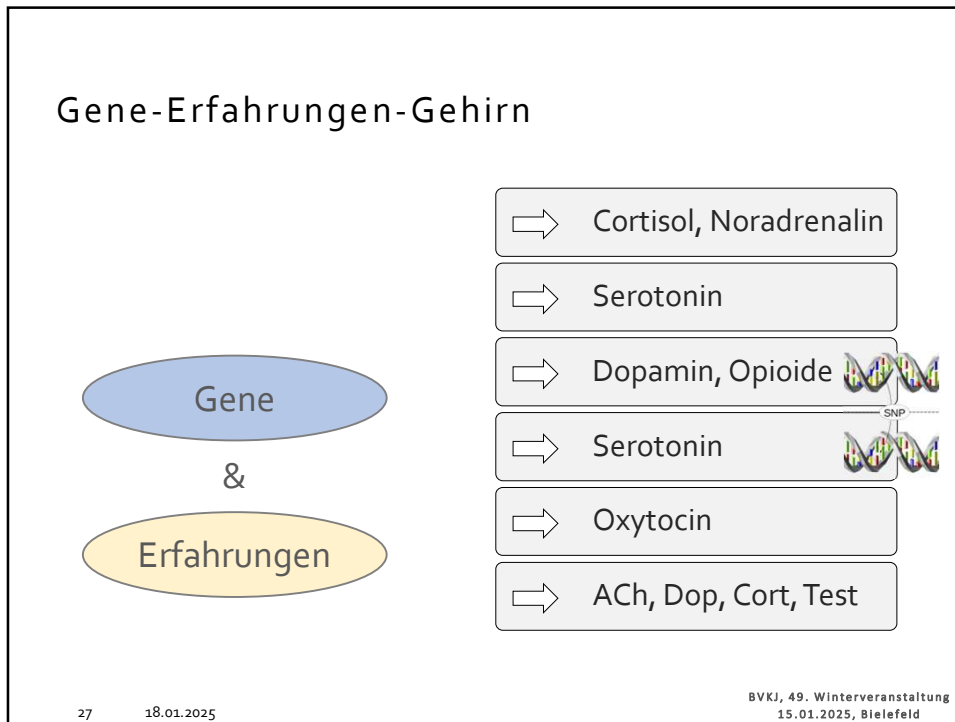 Gene-Erfahrungen-Gehirn
Gene
&
Erfahrungen
Cortisol, Noradrenalin
Serotonin
Dopamin, Opioide
SNP
Serotonin
Oxytocin
ACh, Dop, Cort, Test
27 18.01.2025
BVKJ, 49. Winterveranstaltung
15.01.2025, Bielefeld